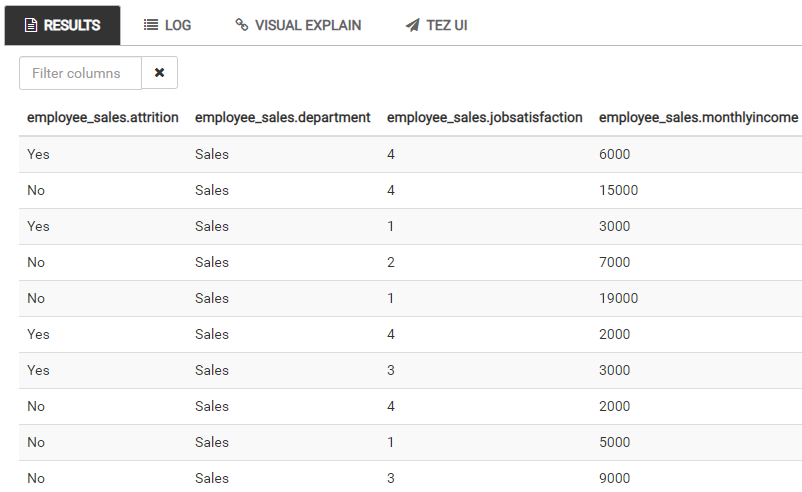 RESULTS LOG VISUAL EXPLAIN TEZ UI
Filter columns
employee_sales.attrition employee_sales.department employee_sales.jobsatisfaction employee_sales.monthlyincome
Yes Sales 4 6000
No Sales 4 15000
Yes Sales 1 3000
No Sales 2 7000
No Sales 1 19000
Yes Sales 4 2000
Yes Sales 3 3000
No Sales 4 2000
No Sales 1 5000
No Sales 3 9000